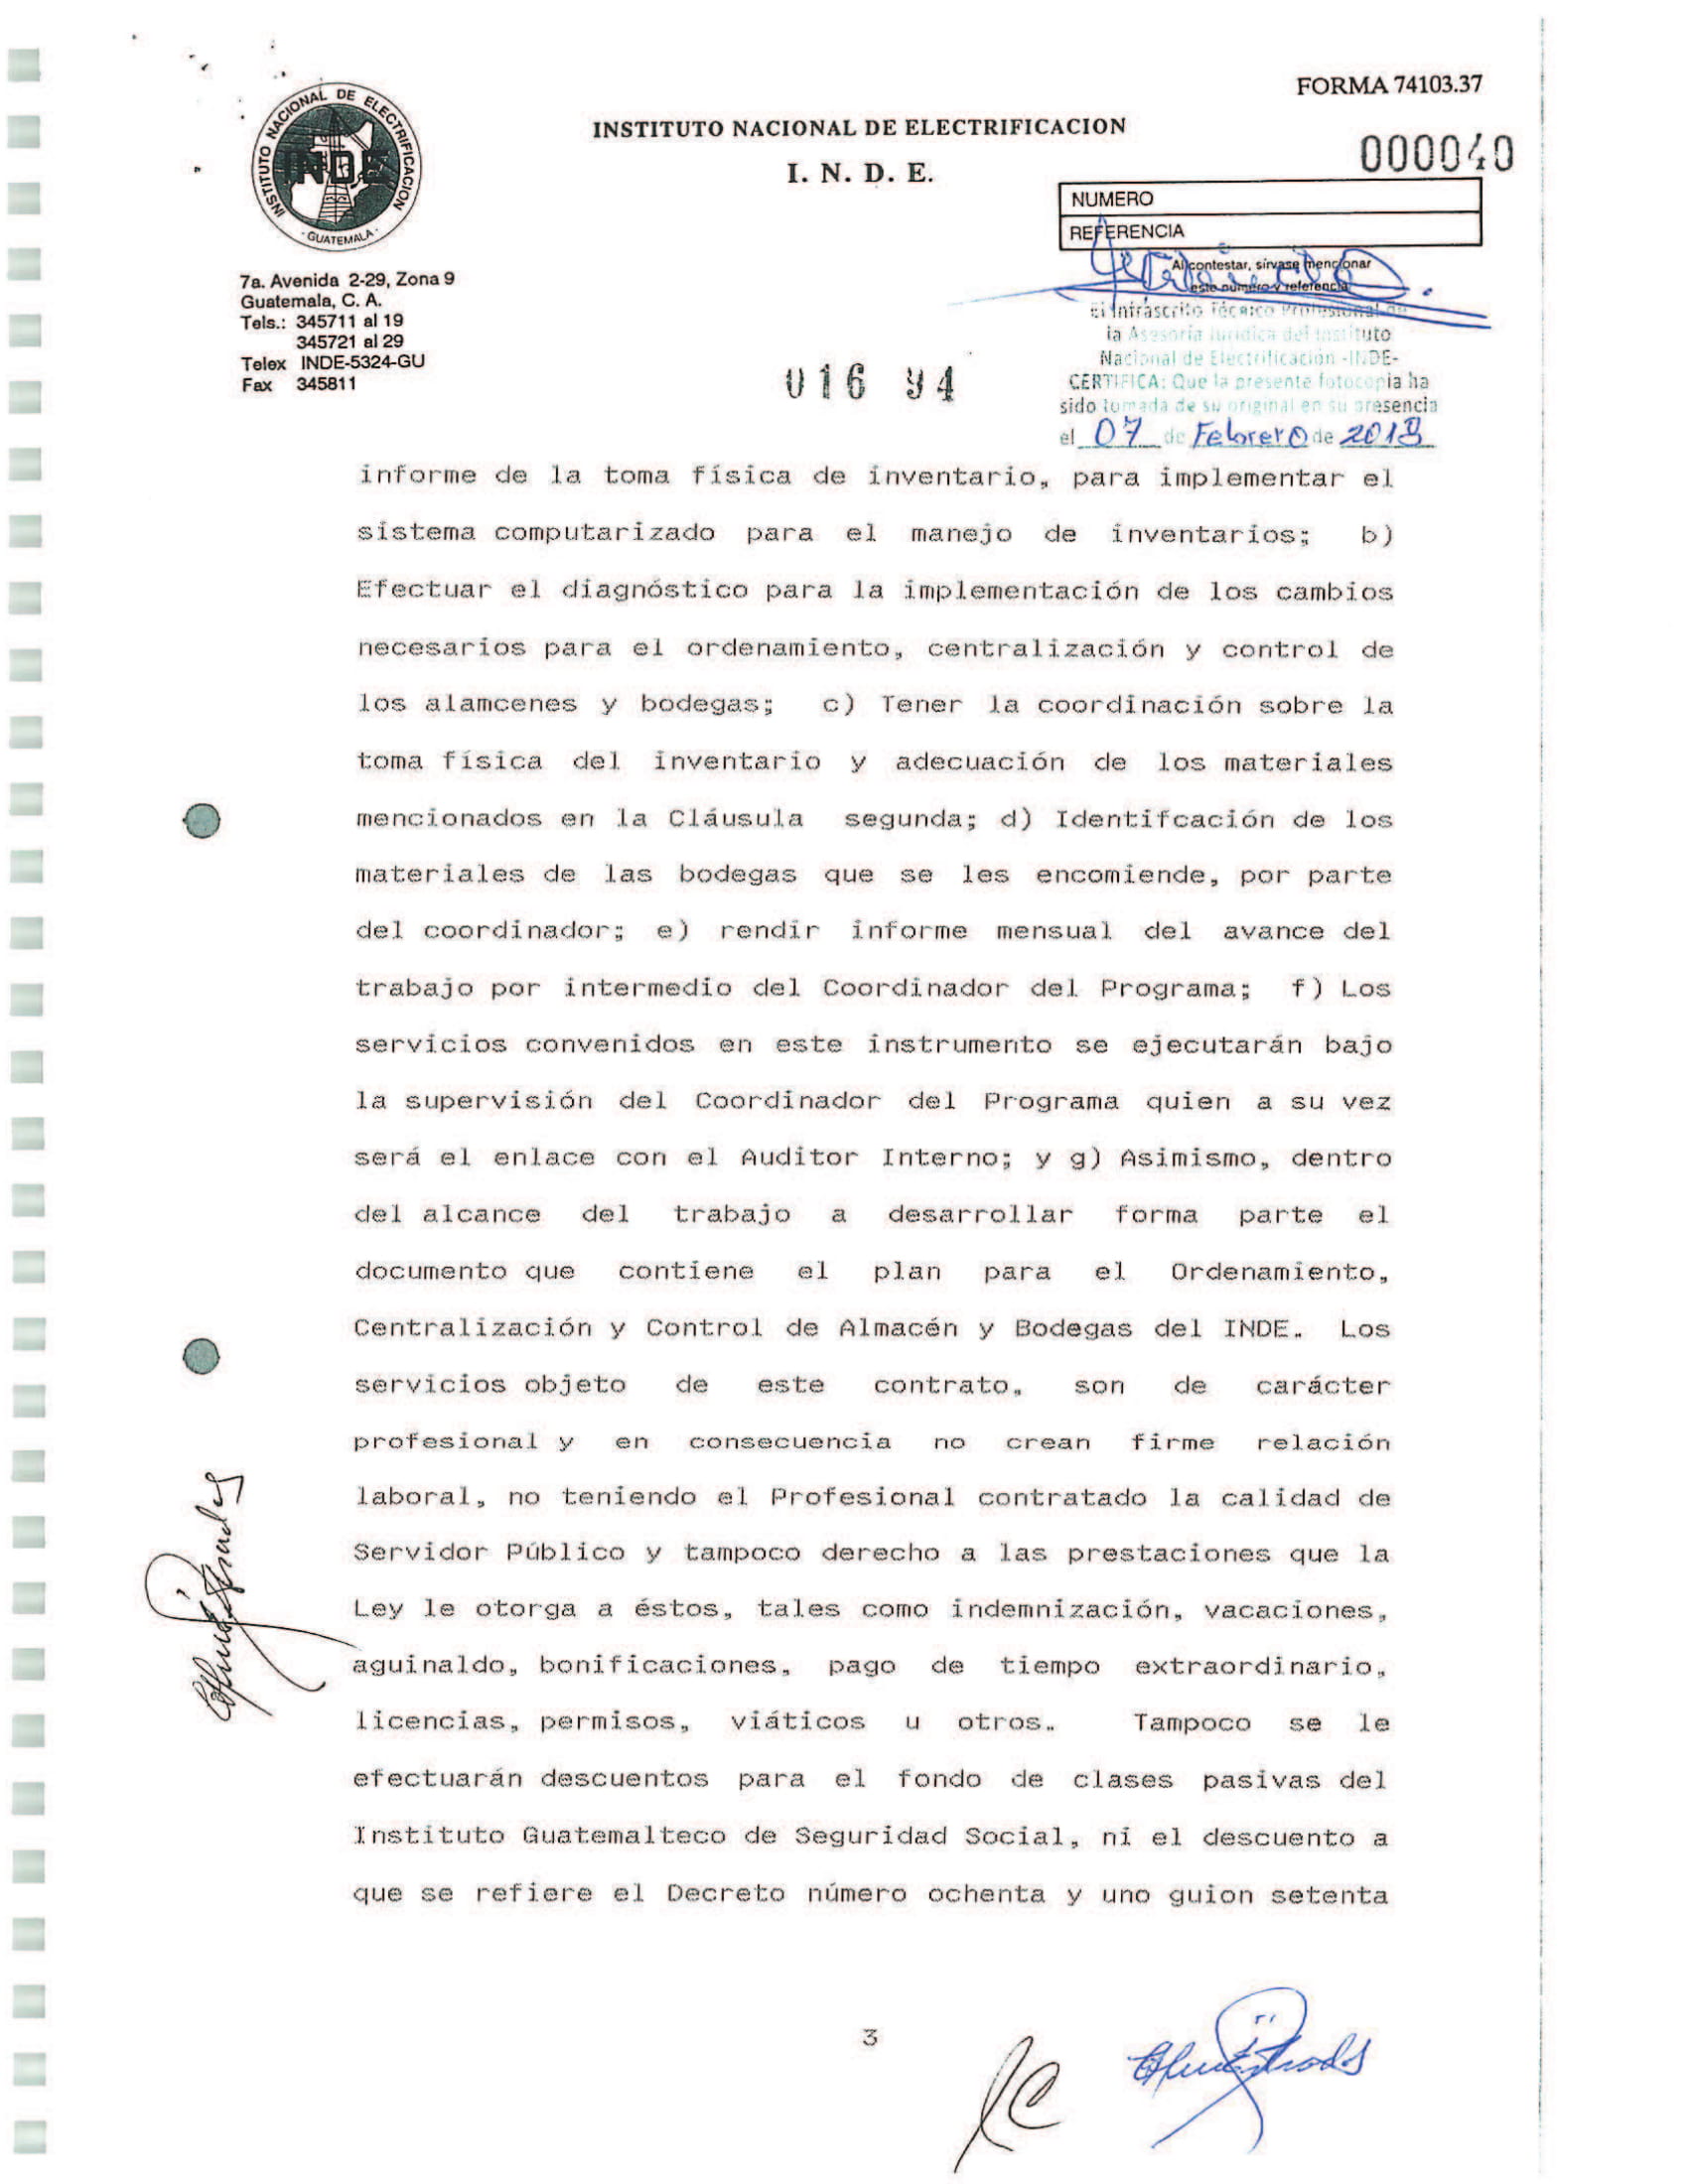 FORMA 74103.37
INSTITUTO NACIONAL DE ELECTRIFICACION
I. N. D. E.
000040
INSTITUTO NACIONAL DE ELECTRIFICACION
INDE
- GUATEMALA -
NUMERO
REFERENCIA
Al contestar, sírvase mencionar
este número y referencia
7a. Avenida 2-29, Zona 9
Guatemala, C. A.
Tels.: 345711 al 19
345721 al 29
Telex INDE-5324-GU
Fax 345811
016 94
El Infrascrito Técnico Profesional de
la Asesoría Jurídica del Instituto
Nacional de Electrificación -INDE-
CERTIFICA: Que la presente fotocopia ha
sido tomada de su original en su presencia
el 07 de Febrero de
informe de la toma física de inventario, para implementar el
sistema computarizado para el manejo de inventarios; b)
Efectuar el diagnóstico para la implementación de los cambios
necesarios para el ordenamiento, centralización y control de
los alamcenes y bodegas; c) Tener la coordinación sobre la
toma física del inventario y adecuación de los materiales
mencionados en la Cláusula segunda; d) Identifcación de los
materiales de las bodegas que se les encomiende, por parte
del coordinador; e) rendir informe mensual del avance del
trabajo por intermedio del Coordinador del Programa; f) Los
servicios convenidos en este instrumento se ejecutarán bajo
la supervisión del Coordinador del Programa quien a su vez
será el enlace con el Auditor Interno; y g) Asimismo, dentro
del alcance del trabajo a desarrollar forma parte el
documento que contiene el plan para el Ordenamiento,
Centralización y Control de Almacén y Bodegas del INDE. Los
servicios objeto de este contrato, son de carácter
profesional y en consecuencia no crean firme relación
laboral, no teniendo el Profesional contratado la calidad de
Servidor Público y tampoco derecho a las prestaciones que la
Ley le otorga a éstos, tales como indemnización, vacaciones,
aguinaldo, bonificaciones, pago de tiempo extraordinario,
licencias, permisos, viáticos u otros. Tampoco se le
efectuarán descuentos para el fondo de clases pasivas del
Instituto Guatemalteco de Seguridad Social, ni el descuento a
que se refiere el Decreto número ochenta y uno guion setenta
3